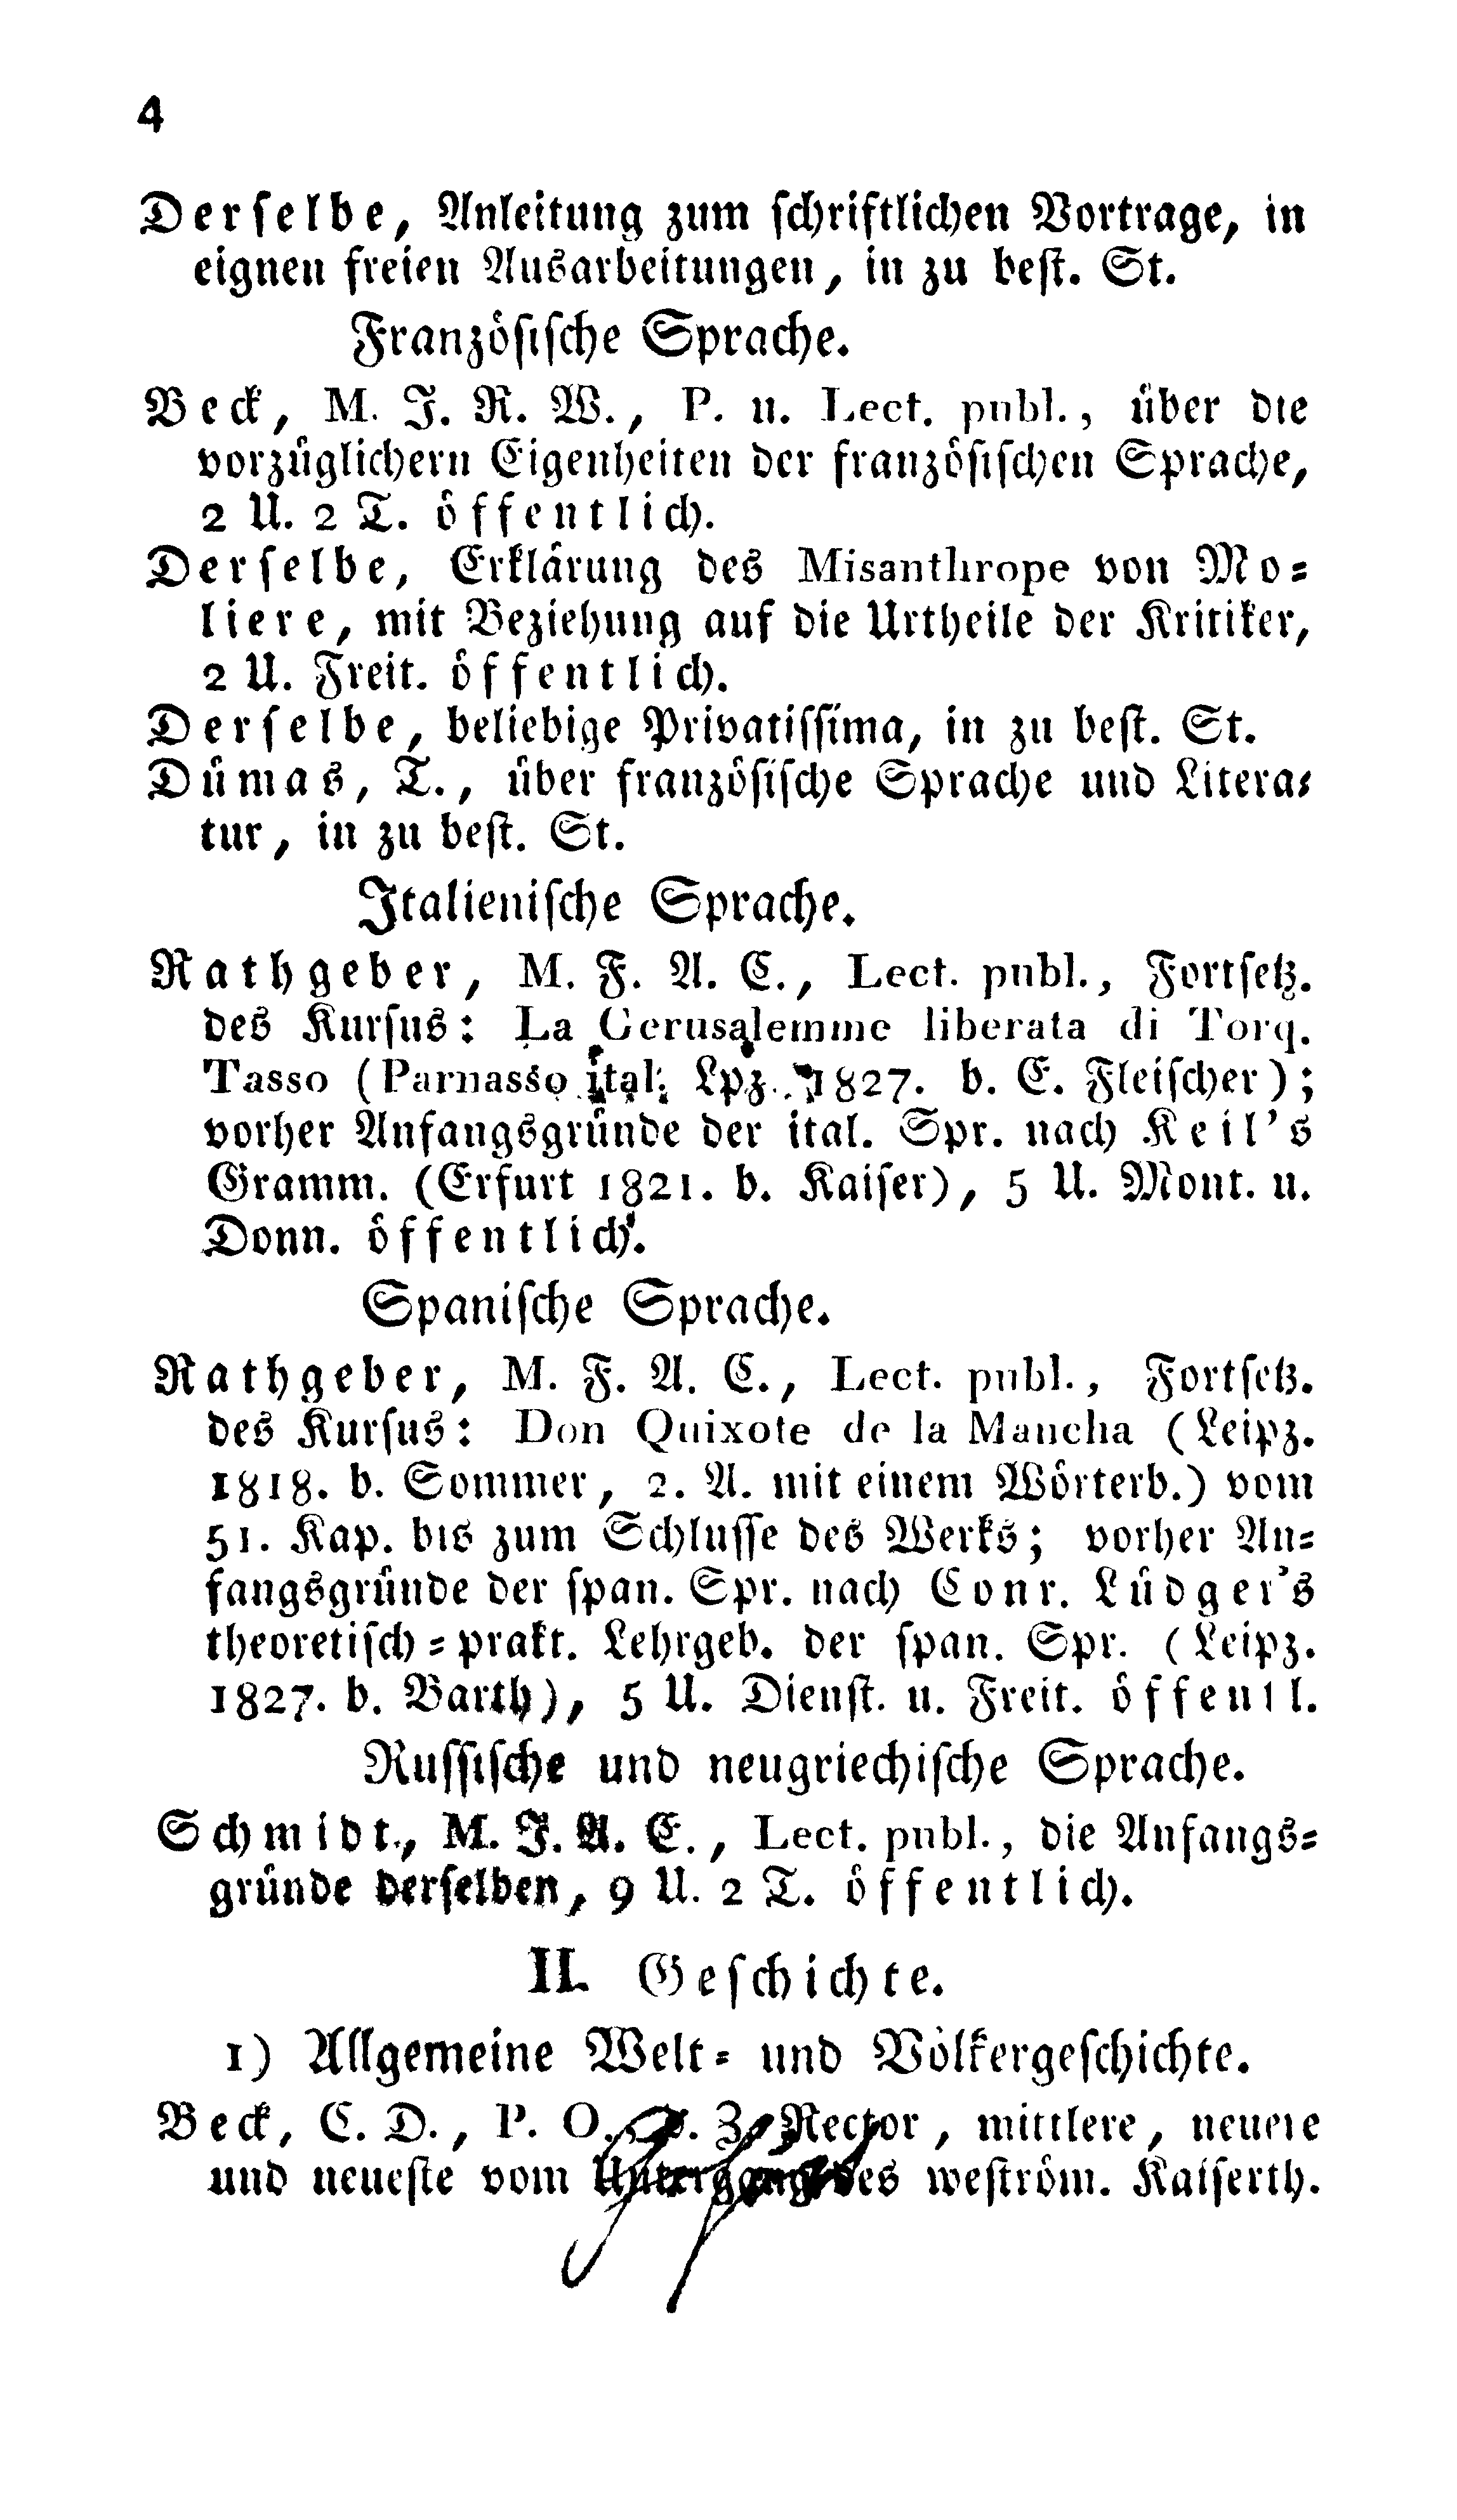 4
Derselbe, Anleitung zum schriftlichen Vortrage, in
eignen freien Ausarbeitungen, in zu best. St.
Französische Sprache.
Beck, M. J. R. W., P. u. Lect. publ., über die
vorzüglichern Eigenheiten der französischen Sprache,
2 U. 2 T. öffentlich.
Derselbe, Erklärung des Misanthrope von Mo=
liere, mit Beziehung auf die Urtheile der Kritiker,
2 U. Freit. öffentlich.
Derselbe, beliebige Privatissima, in zu best. St.
Dümas, T., über französische Sprache und Litera=
tur, in zu best. St.
Italienische Sprache.
Rathgeber, M. F. A. C., Lect. publ., Fortsetz.
des Kursus: La Gerusalemme liberata di Torq.
Tasso (Parnasso ital. Lpz. 1827. b. E. Fleischer);
vorher Anfangsgründe der ital. Spr. nach Keil's
Gramm. (Erfurt 1821. b. Kaiser), 5 U. Mont. u.
Donn. öffentlich.
Spanische Sprache.
Rathgeber, M. F. A. C., Lect. publ., Fortsetz.
des Kursus: Don Quixote de la Mancha (Leipz.
1818. b. Sommer, 2. A. mit einem Wörterb.) vom
51. Kap. bis zum Schlusse des Werks; vorher An=
fangsgründe der span. Spr. nach Conr. Lüdger's
theoretisch=prakt. Lehrgeb. der span. Spr. (Leipz.
1827. b. Barth), 5 U. Dienst. u. Freit. öffentl.
Russische und neugriechische Sprache.
Schmidt, M. J. A. E., Lect. publ., die Anfangs=
gründe derselben, 9 U. 2 T. öffentlich.
II. Geschichte.
1) Allgemeine Welt= und Völkergeschichte.
Beck, C. D., P. O., d. Z. Rector, mittlere, neuere
und neueste vom Untergang des weström. Kaiserth.